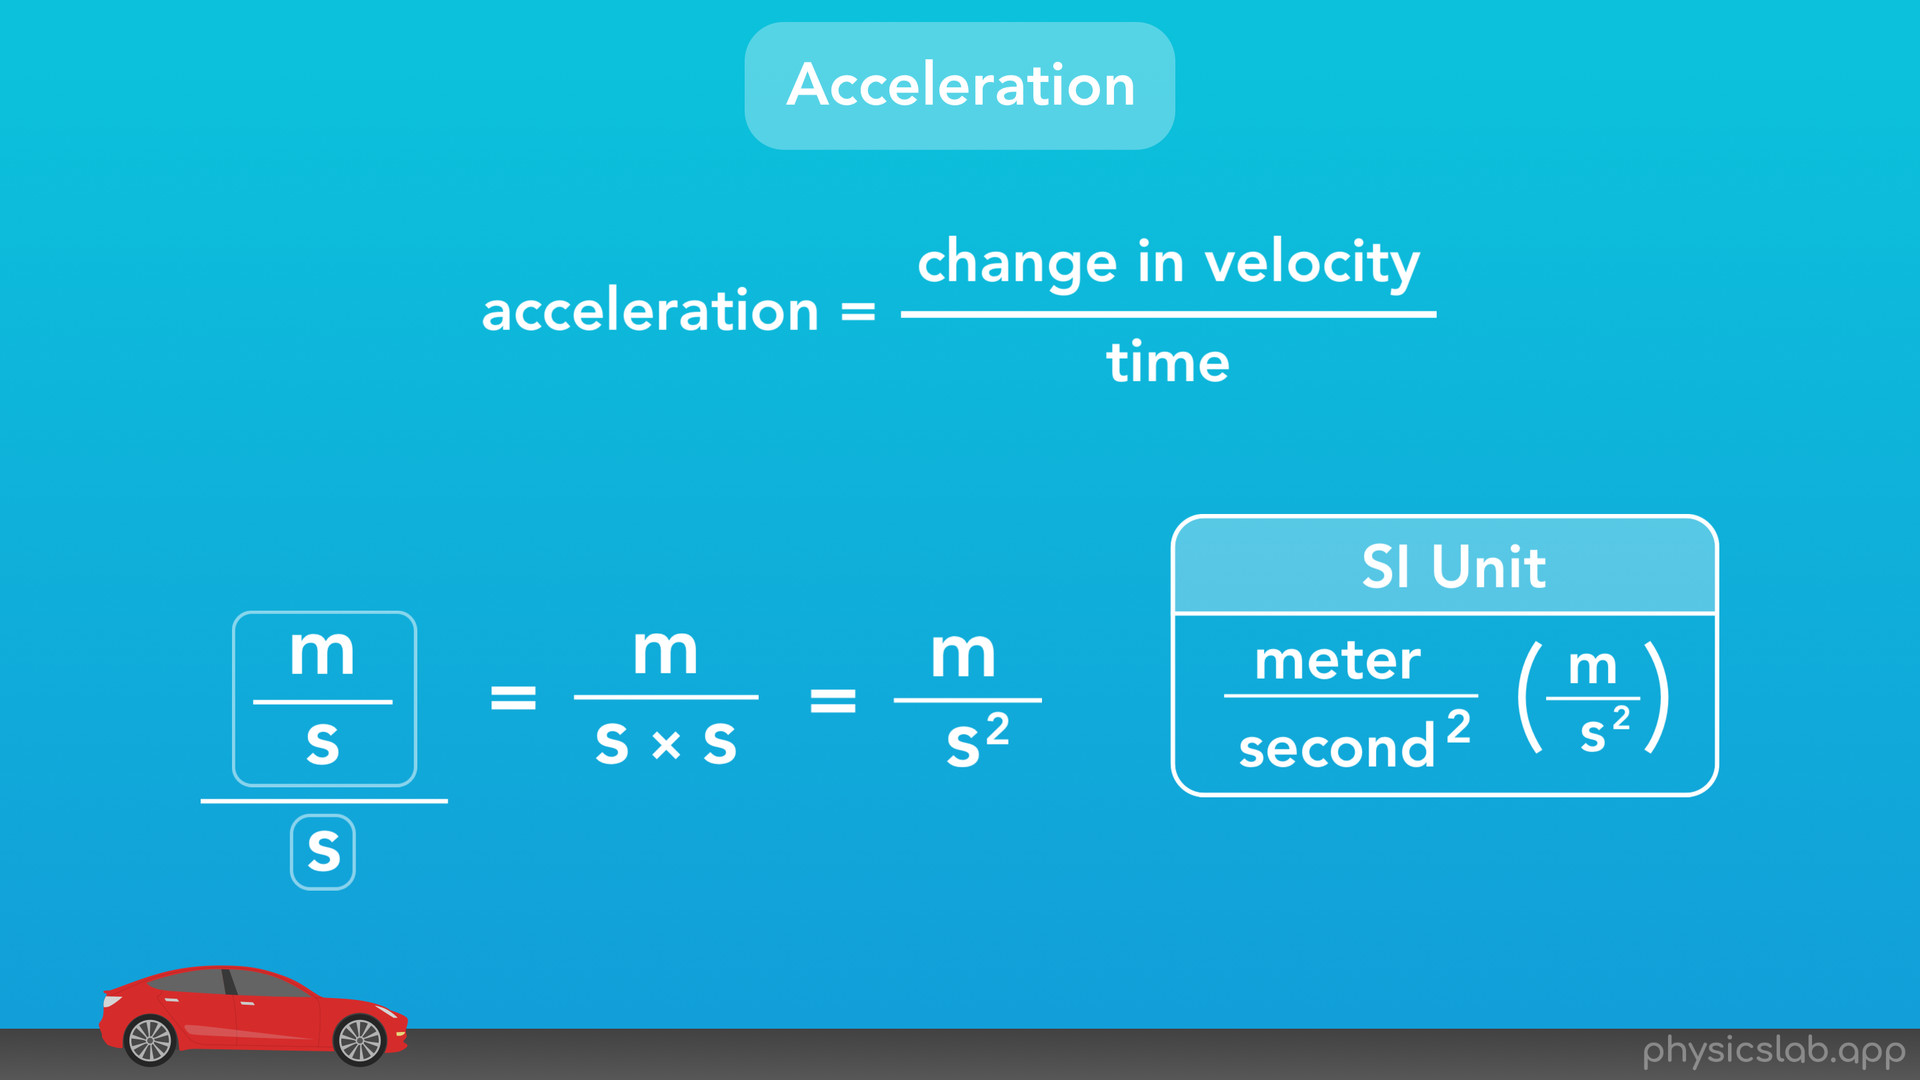 Acceleration
acceleration = change in velocity / time
m/s / s = m / s × s = m / s²
SI Unit
meter / second² (m / s²)
physicslab.app